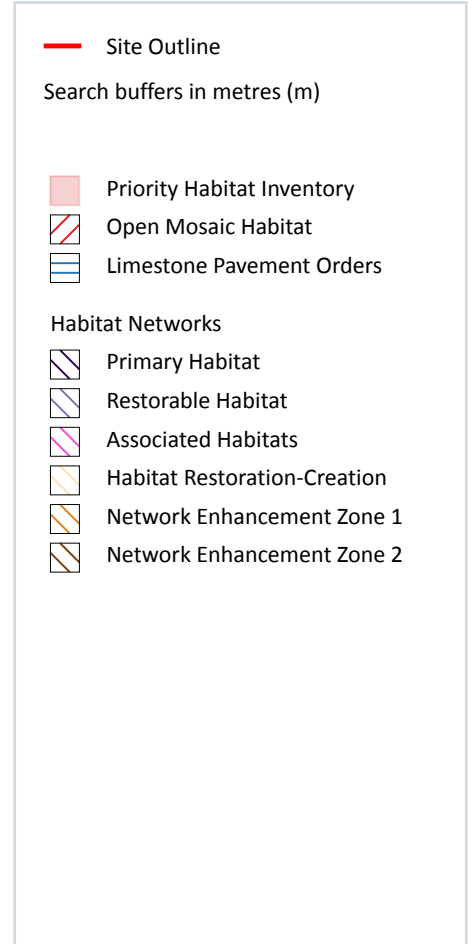 Site Outline
Search buffers in metres (m)
Priority Habitat Inventory
Open Mosaic Habitat
Limestone Pavement Orders
Habitat Networks
Primary Habitat
Restorable Habitat
Associated Habitats
Habitat Restoration-Creation
Network Enhancement Zone 1
Network Enhancement Zone 2